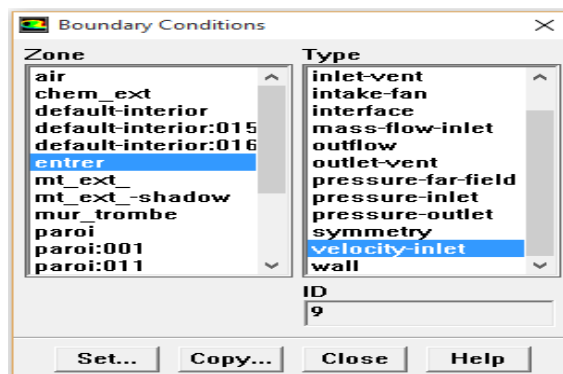 Boundary Conditions
Zone
air
chem_ext
default-interior
default-interior:015
default-interior:016
entrer
mt_ext_
mt_ext_-shadow
mur_trombe
paroi
paroi:001
paroi:011
Type
inlet-vent
intake-fan
interface
mass-flow-inlet
outflow
outlet-vent
pressure-far-field
pressure-inlet
pressure-outlet
symmetry
velocity-inlet
wall
ID
9
Set... Copy... Close Help